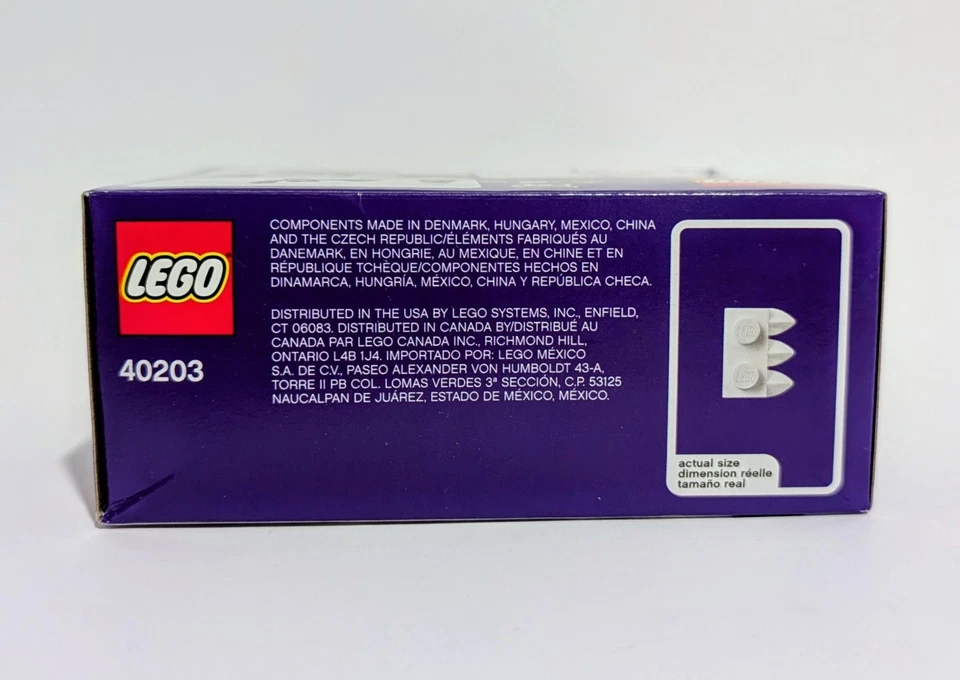 LEGO
40203
COMPONENTS MADE IN DENMARK, HUNGARY, MEXICO, CHINA
AND THE CZECH REPUBLIC/ÉLÉMENTS FABRIQUÉS AU
DANEMARK, EN HONGRIE, AU MEXIQUE, EN CHINE ET EN
RÉPUBLIQUE TCHÈQUE/COMPONENTES HECHOS EN
DINAMARCA, HUNGRÍA, MÉXICO, CHINA Y REPÚBLICA CHECA.
DISTRIBUTED IN THE USA BY LEGO SYSTEMS, INC., ENFIELD,
CT 06083. DISTRIBUTED IN CANADA BY/DISTRIBUÉ AU
CANADA PAR LEGO CANADA INC., RICHMOND HILL,
ONTARIO L4B 1J4. IMPORTADO POR: LEGO MÉXICO
S.A. DE C.V., PASEO ALEXANDER VON HUMBOLDT 43-A,
TORRE II PB COL. LOMAS VERDES 3ª SECCIÓN, C.P. 53125
NAUCALPAN DE JUÁREZ, ESTADO DE MÉXICO, MÉXICO.
LEGO
LEGO
actual size
dimension réelle
tamaño real